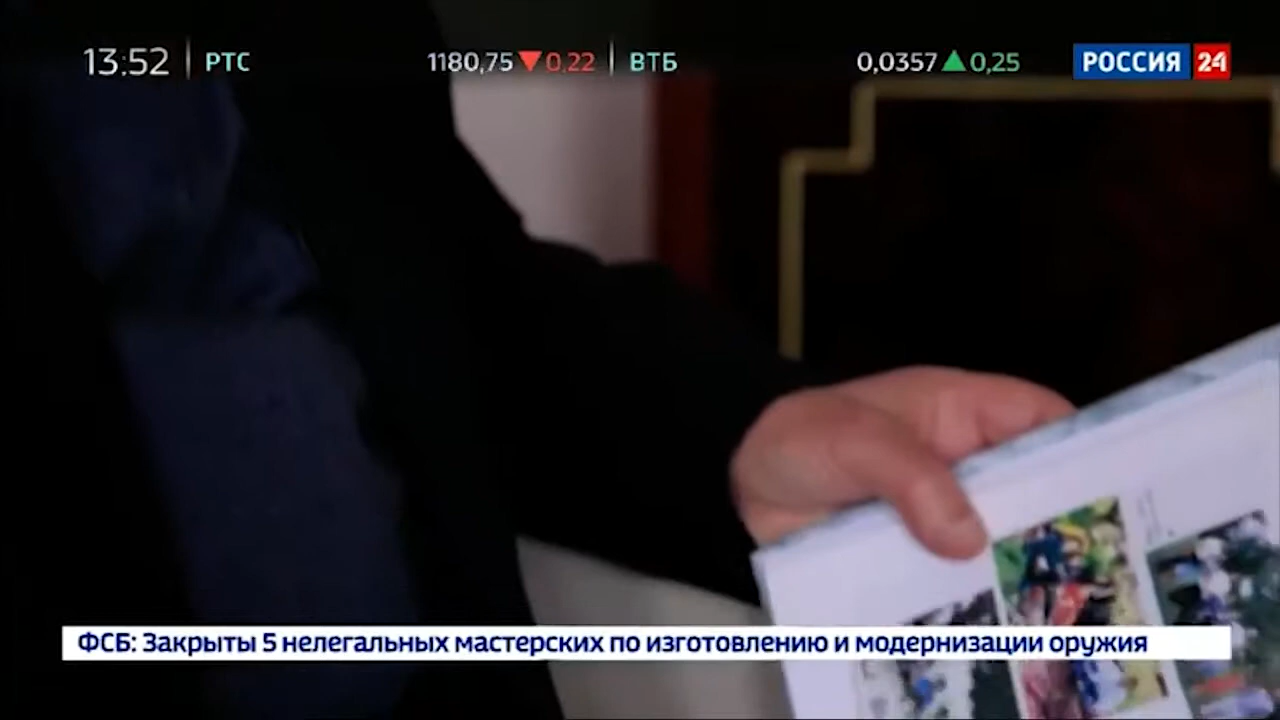 13:52 РТС 1180,75 ▼ 0,22 ВТБ 0,0357 ▲ 0,25 РОССИЯ 24
ФСБ: Закрыты 5 нелегальных мастерских по изготовлению и модернизации оружия